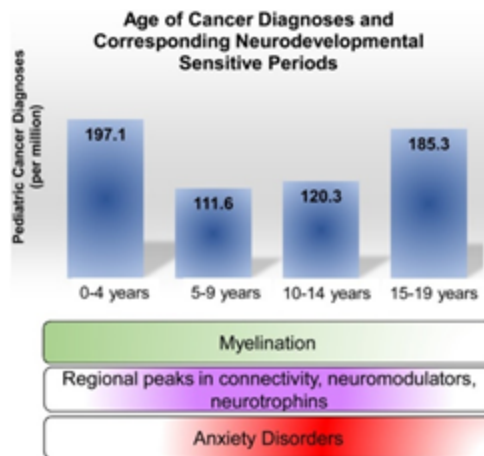 Age of Cancer Diagnoses and
Corresponding Neurodevelopmental
Sensitive Periods
Pediatric Cancer Diagnoses
(per million)
197.1
111.6
120.3
185.3
0-4 years
5-9 years
10-14 years
15-19 years
Myelination
Regional peaks in connectivity, neuromodulators,
neurotrophins
Anxiety Disorders